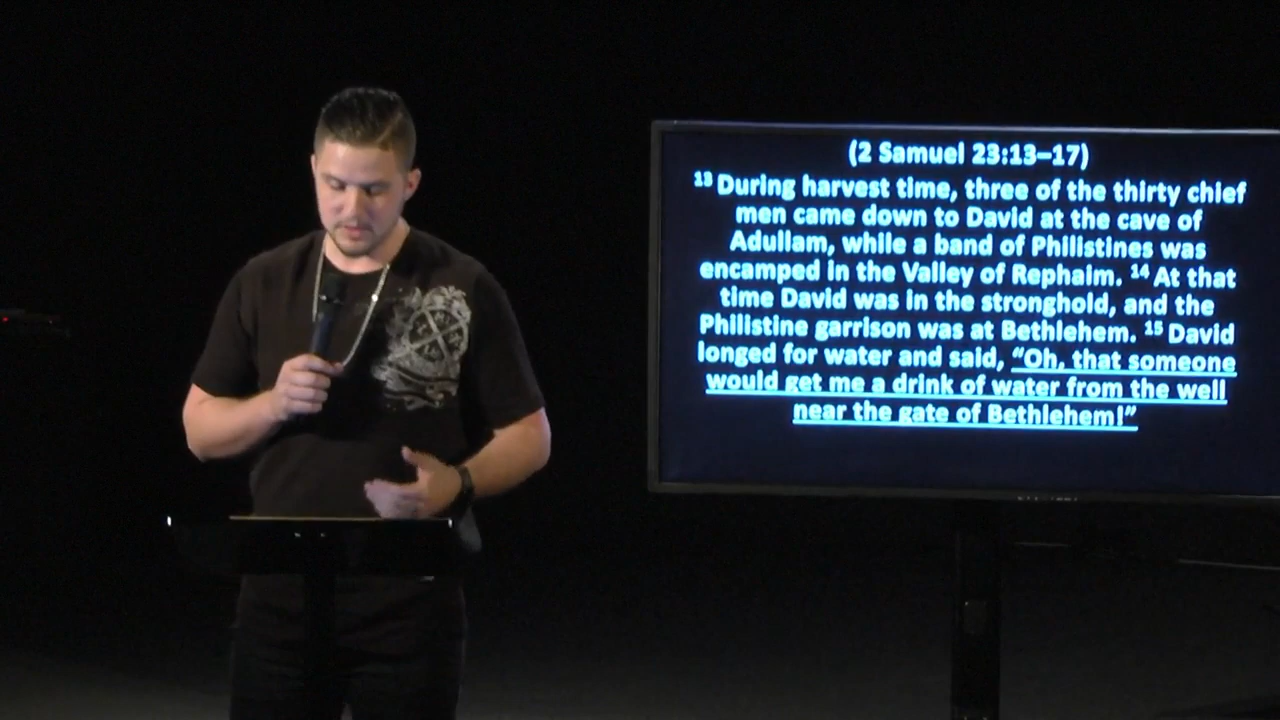 (2 Samuel 23:13–17)
13 During harvest time, three of the thirty chief
men came down to David at the cave of
Adullam, while a band of Philistines was
encamped in the Valley of Rephaim. 14 At that
time David was in the stronghold, and the
Philistine garrison was at Bethlehem. 15 David
longed for water and said, “Oh, that someone
would get me a drink of water from the well
near the gate of Bethlehem!”